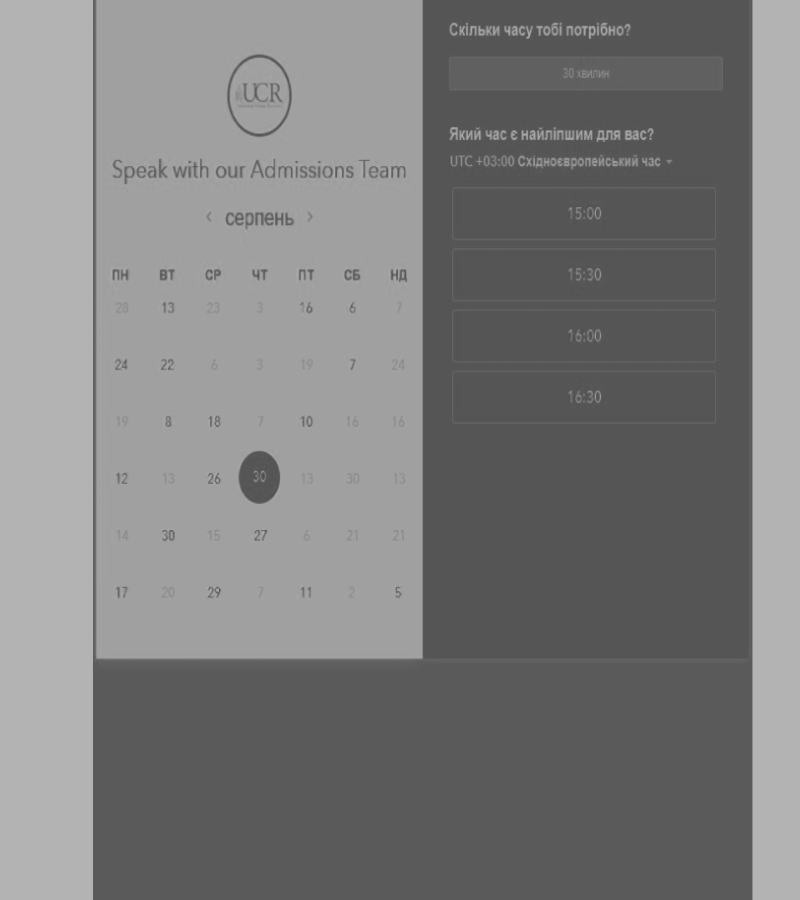 UCR
Speak with our Admissions Team
серпень
ПН ВТ СР ЧТ ПТ СБ НД
28 13 23 3 16 6 7
24 22 6 3 19 7 24
19 8 18 7 10 16 16
12 13 26 30 13 30 13
14 30 15 27 6 21 21
17 20 29 7 11 2 5
Скільки часу тобі потрібно?
30 хвилин
Який час є найліпшим для вас?
UTC +03:00 Східноєвропейський час
15:00
15:30
16:00
16:30